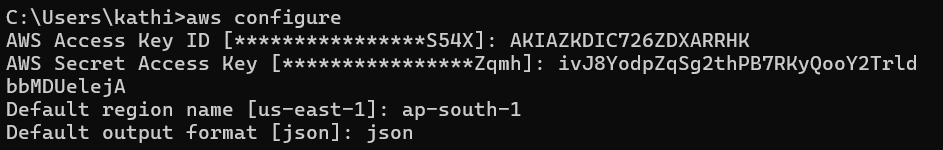 C:\Users\kathi>aws configure
AWS Access Key ID [****************S54X]: AKIAZKDIC726ZDXARRHK
AWS Secret Access Key [****************Zqmh]: ivJ8YodpZqSg2thPB7RKyQooY2Trld
bbMDUelejA
Default region name [us-east-1]: ap-south-1
Default output format [json]: json